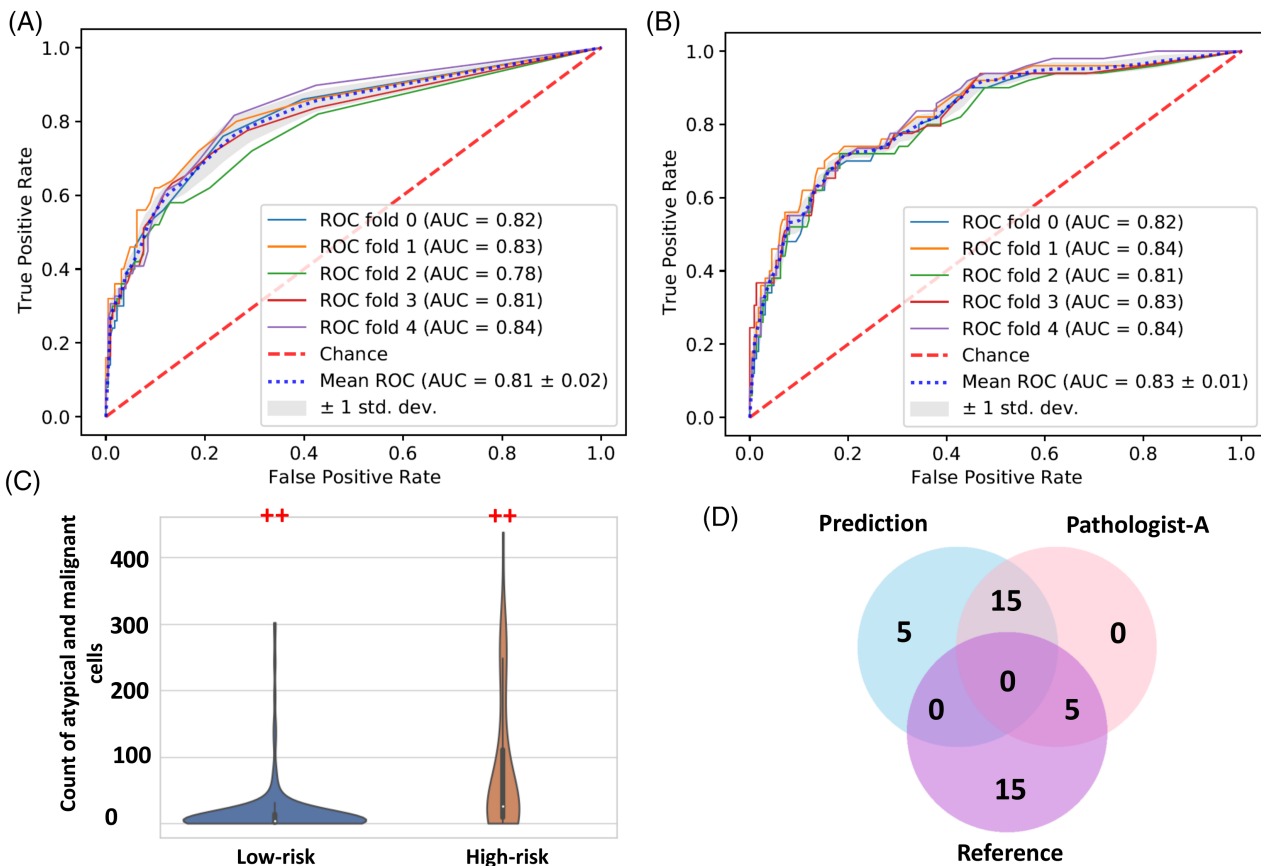 (A)
True Positive Rate
1.0
0.8
0.6
0.4
0.2
0.0
ROC fold 0 (AUC = 0.82)
ROC fold 1 (AUC = 0.83)
ROC fold 2 (AUC = 0.78)
ROC fold 3 (AUC = 0.81)
ROC fold 4 (AUC = 0.84)
Chance
Mean ROC (AUC = 0.81 ± 0.02)
± 1 std. dev.
0.0 0.2 0.4 0.6 0.8 1.0
False Positive Rate
(B)
True Positive Rate
1.0
0.8
0.6
0.4
0.2
0.0
ROC fold 0 (AUC = 0.82)
ROC fold 1 (AUC = 0.84)
ROC fold 2 (AUC = 0.81)
ROC fold 3 (AUC = 0.83)
ROC fold 4 (AUC = 0.84)
Chance
Mean ROC (AUC = 0.83 ± 0.01)
± 1 std. dev.
0.0 0.2 0.4 0.6 0.8 1.0
False Positive Rate
(C)
Count of atypical and malignant
cells
++ ++
400
300
200
100
0
Low-risk High-risk
(D)
Prediction Pathologist-A
15
5 0
0
0 5
15
Reference